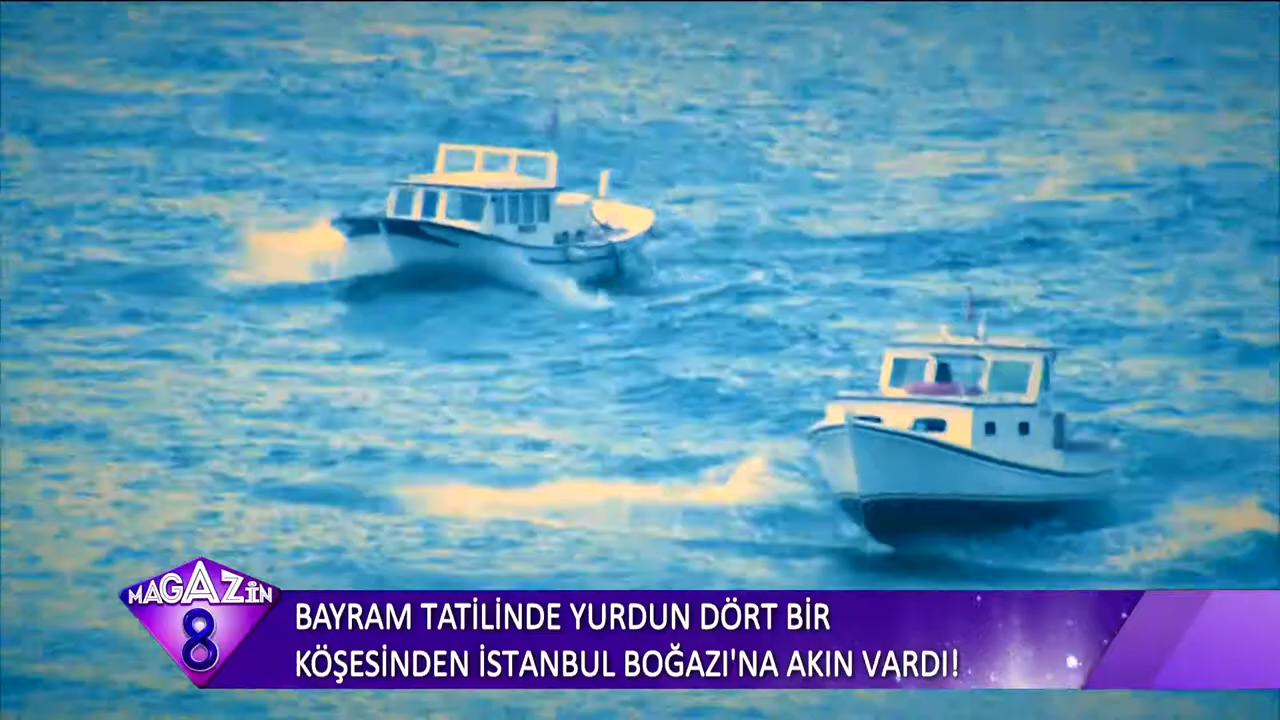 MAGAZİN
8
BAYRAM TATİLİNDE YURDUN DÖRT BİR
KÖŞESİNDEN İSTANBUL BOĞAZI'NA AKIN VARDI!